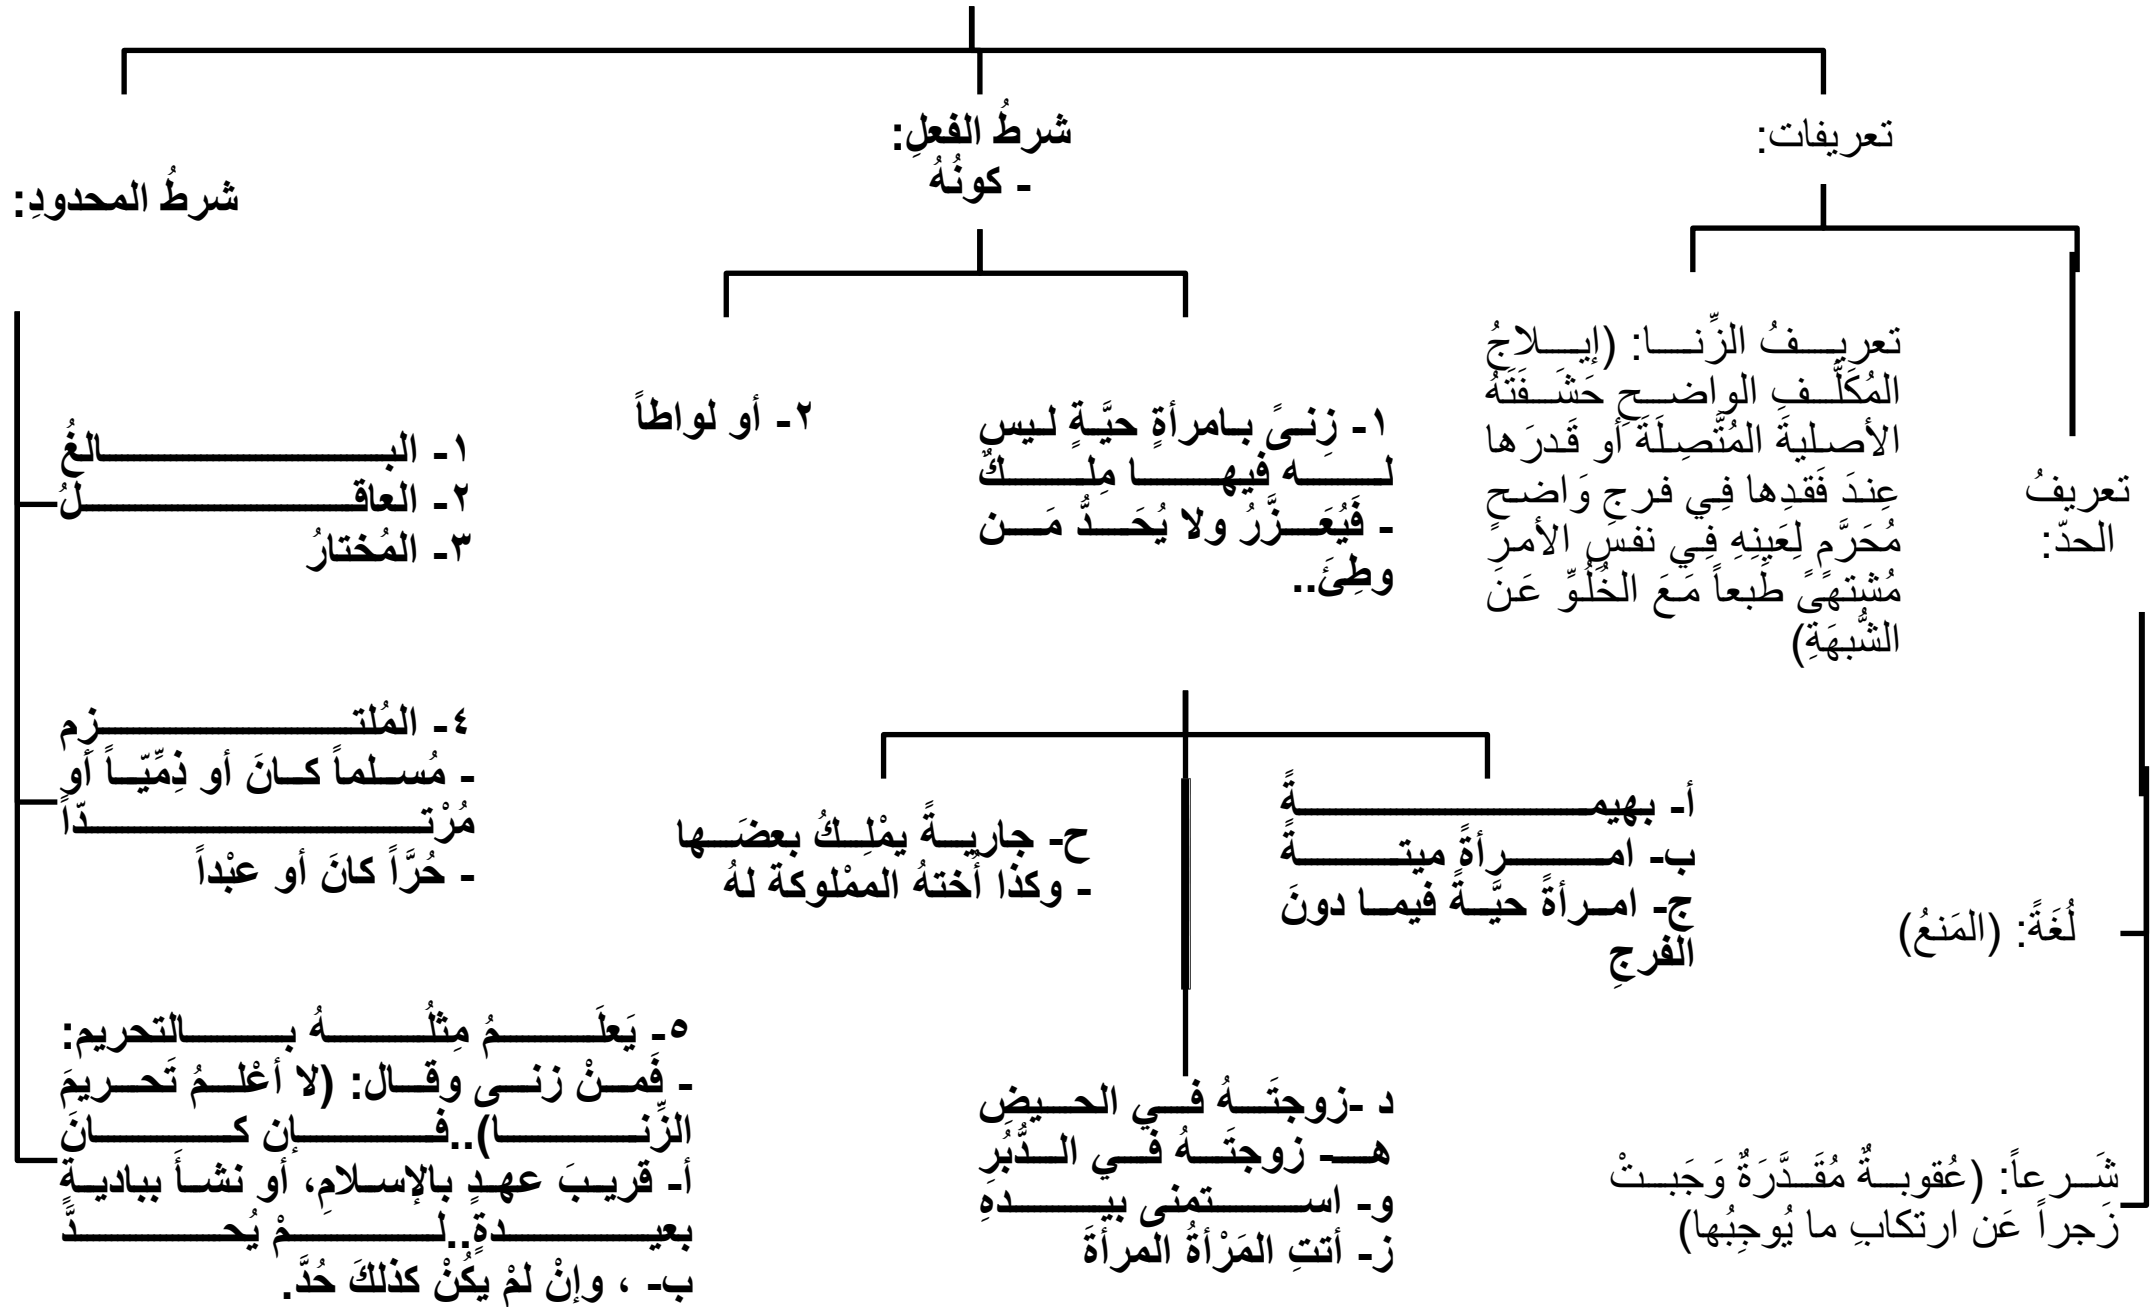 تعريفات:
تعريفُ
الحدّ:
لُغَةً: (المَنعُ)
شَرعاً: (عُقوبةٌ مُقَدَّرَةٌ وَجَبتْ
زَجراً عَن ارتكابِ ما يُوجِبُها)
تعريفُ الزِّنا: (إيلاجُ
المُكَلَّفِ الواضحِ حَشَفَتَهُ
الأصليةَ المُتَّصِلَةَ أو قَدرَها
عِندَ فَقدِها فِي فرجٍ وَاضحٍ
مُحَرَّمٍ لِعَينِهِ فِي نفسِ الأمرِ
مُشتهًى طَبعاً مَعَ الخُلُوِّ عَنَ
الشُّبهَةِ)
شرطُ الفعلِ:
- كونُهُ
١- زِنىً بامرأةٍ حيَّةٍ ليس
له فيها مِلكٌ
- فَيُعَزَّرُ ولا يُحَدُّ مَن
وطِئَ..
أ- بهيمةً
ب- امرأةً ميتةً
ج- امرأةً حيَّةً فيما دونَ
الفرجِ
د -زوجتَهُ في الحيضِ
هـ- زوجتَهُ في الدُّبُرِ
و- استمنى بيدهِ
ز- أتتِ المَرْأةُ المرأةَ
ح- جاريةً يمْلِكُ بعضَها
- وكذا أُختهُ الممْلوكة لهُ
٢- أو لواطاً
شرطُ المحدودِ:
١- البالغُ
٢- العاقلُ
٣- المُختارُ
٤- المُلتزم
- مُسلماً كانَ أو ذِمِّيّاً أو
مُرْتدّاً
- حُرَّاً كانَ أو عبْداً
٥- يَعلَمُ مِثلُهُ بالتحريم:
- فَمنْ زنى وقال: (لا أعْلمُ تَحريمَ
الزِّنا)..فإن كانَ
أ- قريبَ عهدٍ بالإسلامِ، أو نشأَ بباديةٍ
بعيدةٍ..لمْ يُحدَّ
ب- ، وإنْ لمْ يكُنْ كذلكَ حُدَّ.